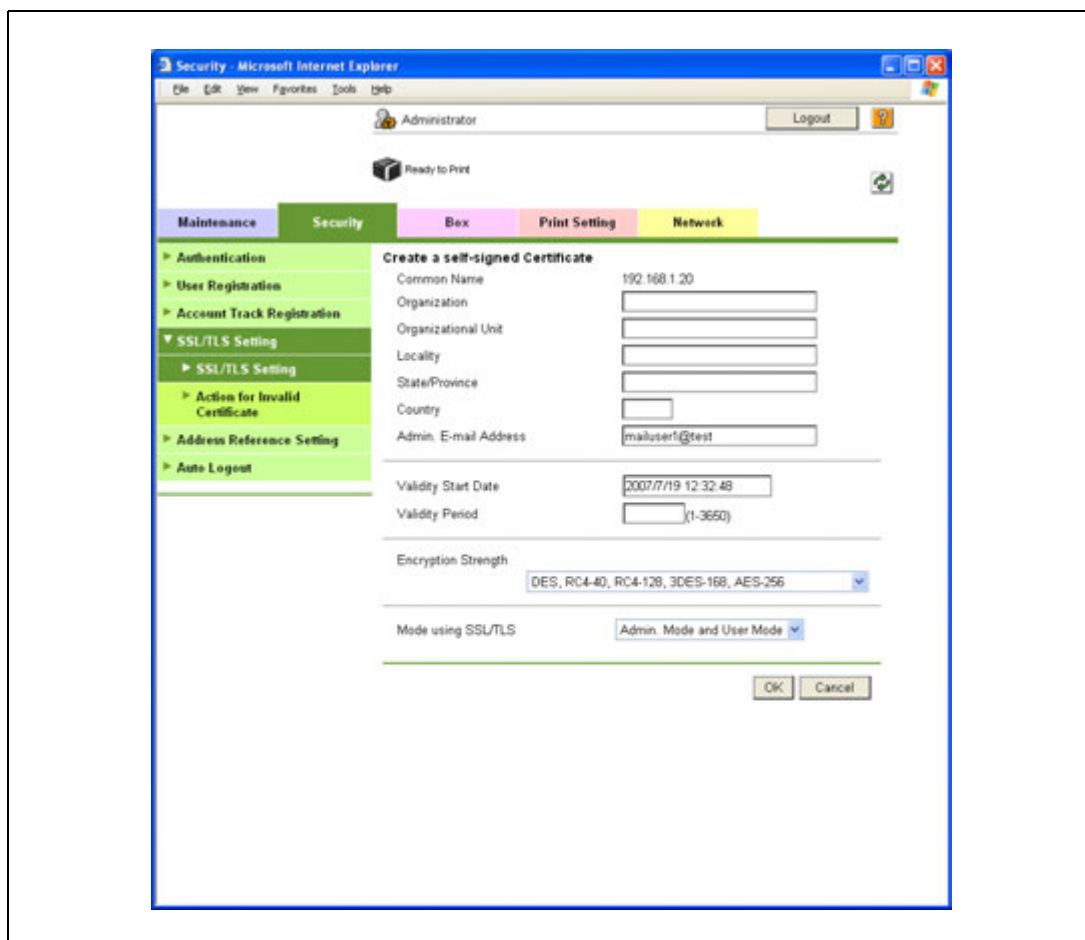 Security - Microsoft Internet Explorer
File Edit View Favorites Tools Help
Administrator
Logout
?
Ready to Print
Maintenance Security Box Print Setting Network
Authentication
User Registration
Account Track Registration
SSL/TLS Setting
SSL/TLS Setting
Action for Invalid
Certificate
Address Reference Setting
Auto Logout
Create a self-signed Certificate
Common Name 192.168.1.20
Organization
Organizational Unit
Locality
State/Province
Country
Admin. E-mail Address mailuser1@test
Validity Start Date 2007/7/19 12:32:48
Validity Period (1-3650)
Encryption Strength
DES, RC4-40, RC4-128, 3DES-168, AES-256
Mode using SSL/TLS Admin. Mode and User Mode
OK Cancel